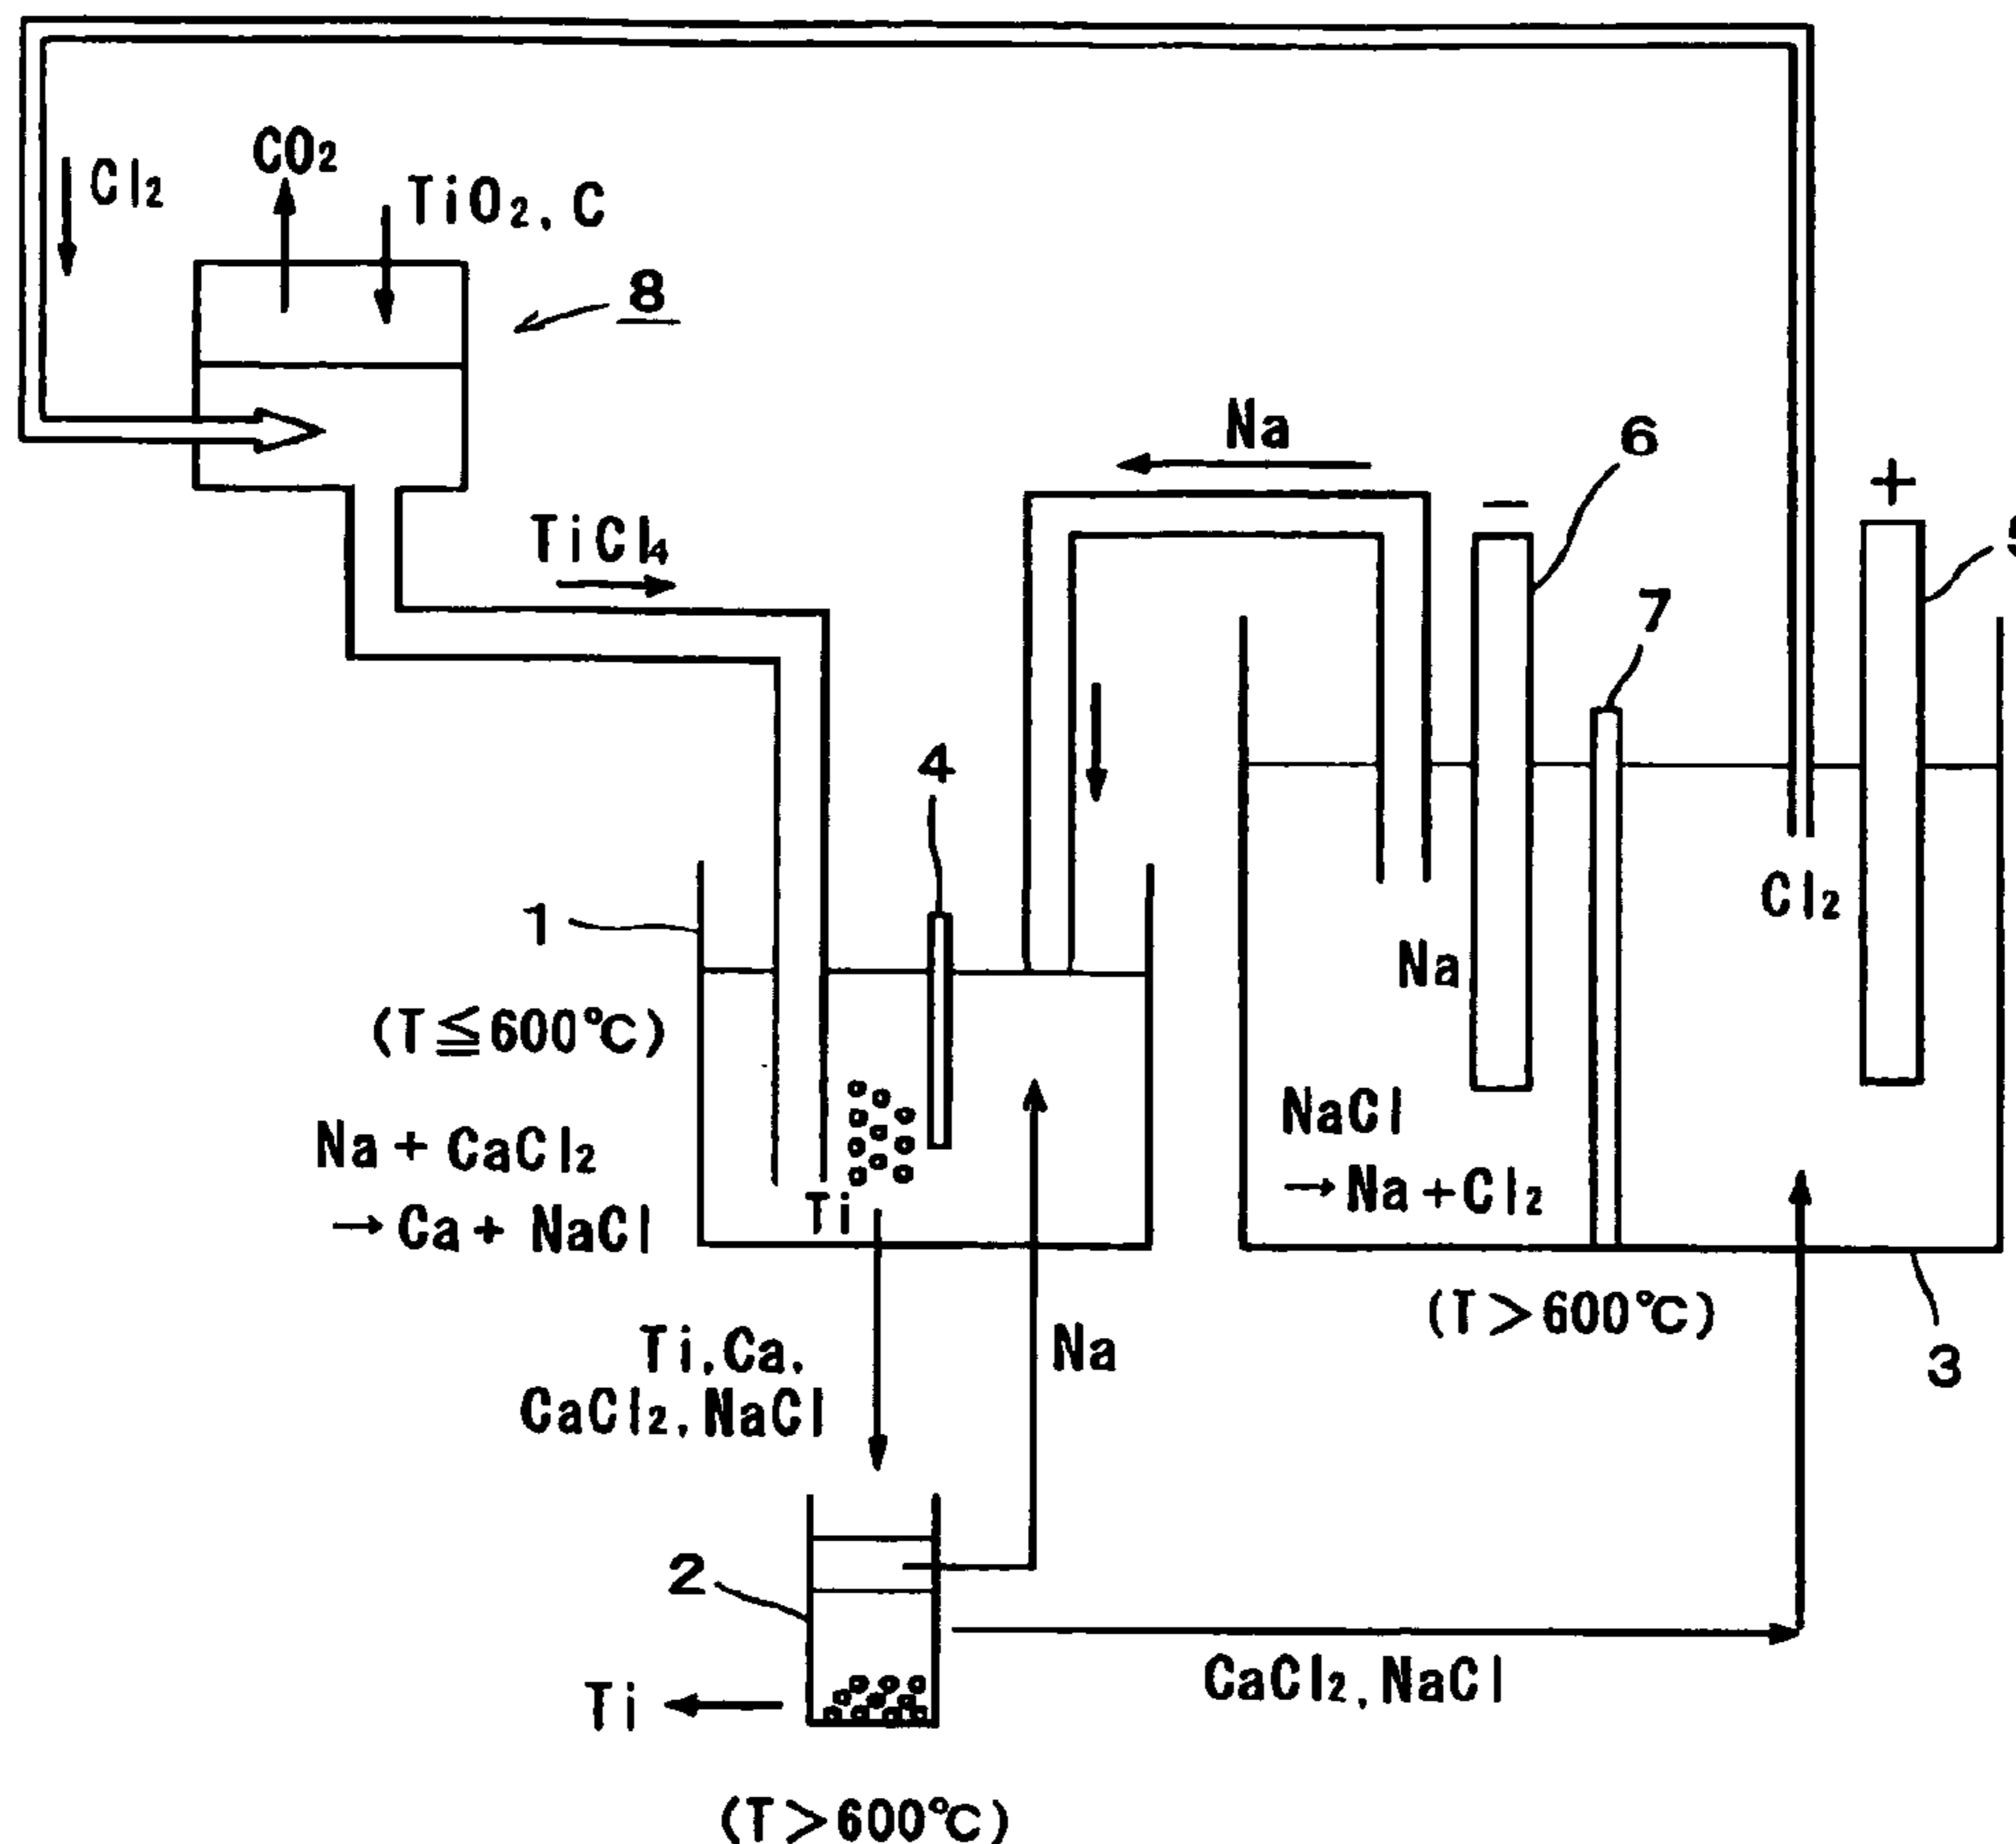 Cl₂
CO₂
TiO₂, C
8
Na
6
+
−
TiCl₄
5
7
4
1
Cl₂
Na
(T≦600℃)
Na + CaCl₂
→ Ca + NaCl
Ti
NaCl
→ Na + Cl₂
(T＞600℃)
3
Ti, Ca,
CaCl₂, NaCl
Na
2
CaCl₂, NaCl
Ti
(T＞600℃)